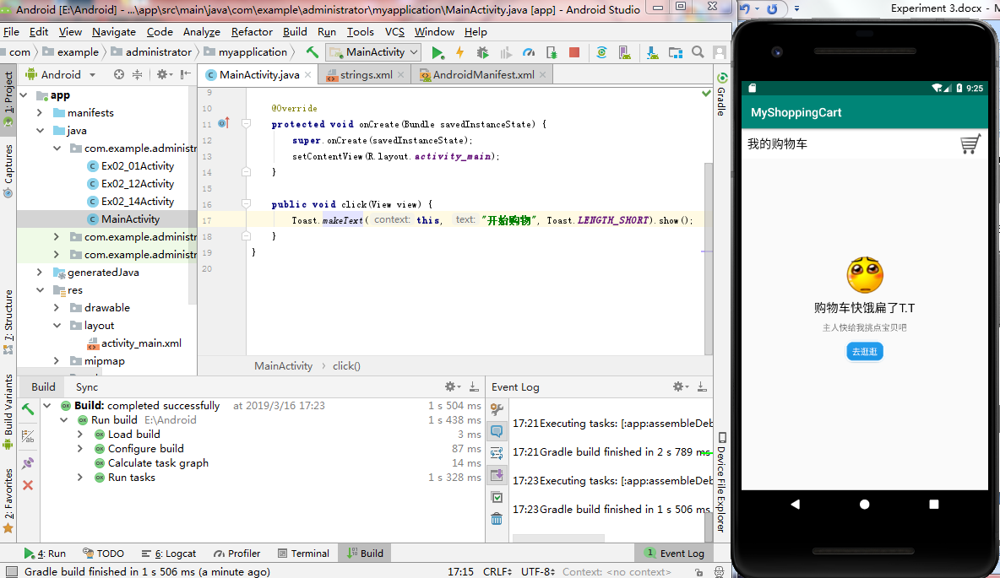 Android [E:\Android] - ...\app\src\main\java\com\example\administrator\myapplication\MainActivity.java [app] - Android Studio
File Edit View Navigate Code Analyze Refactor Build Run Tools VCS Window Help
com example administrator myapplication MainActivity
Android
MainActivity.java strings.xml AndroidManifest.xml
1: Project
Captures
7: Structure
Build Variants
2: Favorites
app
manifests
java
com.example.administr
Ex02_01Activity
Ex02_12Activity
Ex02_14Activity
MainActivity
com.example.administr
com.example.administr
generatedJava
res
drawable
layout
activity_main.xml
mipmap
9
10 @Override
11 protected void onCreate(Bundle savedInstanceState) {
12 super.onCreate(savedInstanceState);
13 setContentView(R.layout.activity_main);
14 }
15
16 public void click(View view) {
17 Toast.makeText( context: this, text: "开始购物", Toast.LENGTH_SHORT).show();
18 }
19 }
20
MainActivity > click()
Gradle
Device File Explorer
Build Sync
Build: completed successfully at 2019/3/16 17:23 1 s 504 ms
Run build E:\Android 1 s 438 ms
Load build 3 ms
Configure build 87 ms
Calculate task graph 14 ms
Run tasks 1 s 328 ms
Event Log
17:21 Executing tasks: [:app:assembleDeb
17:21 Gradle build finished in 2 s 789 ms
17:23 Executing tasks: [:app:assembleDeb
17:23 Gradle build finished in 1 s 506 ms
4: Run TODO 6: Logcat Profiler Terminal Build 1 Event Log
Gradle build finished in 1 s 506 ms (a minute ago) 17:15 CRLF UTF-8 Context: <no context>
Experiment 3.docx - M
9:25
MyShoppingCart
我的购物车
购物车快饿扁了T.T
主人快给我挑点宝贝吧
去逛逛